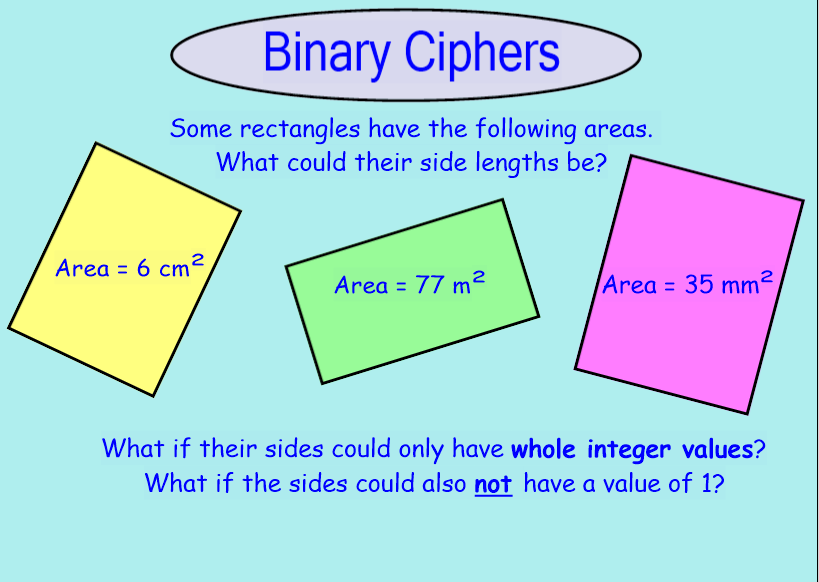 Binary Ciphers
Some rectangles have the following areas.
What could their side lengths be?
Area = 6 cm²
Area = 77 m²
Area = 35 mm²
What if their sides could only have whole integer values?
What if the sides could also not have a value of 1?